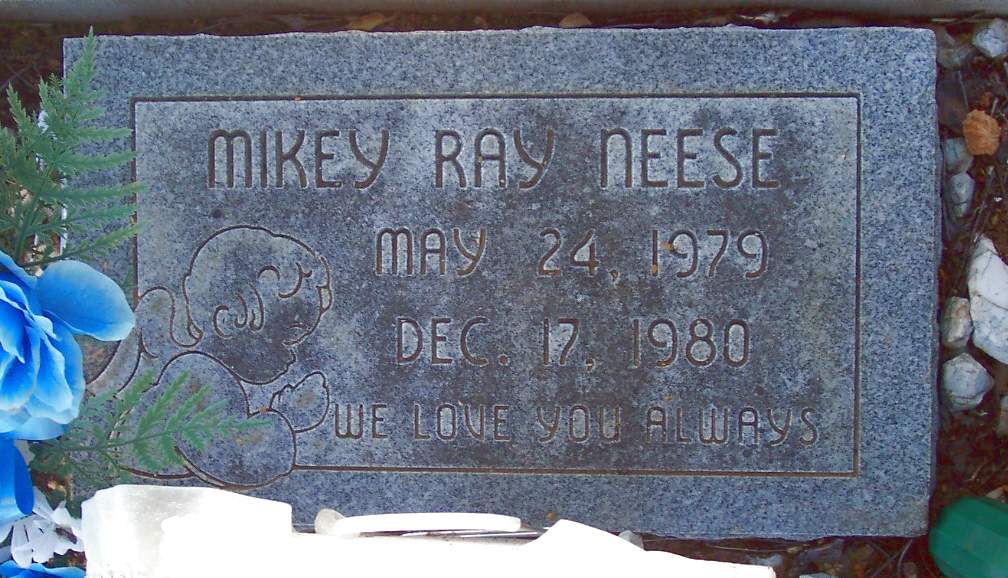 MIKEY RAY NEESE
MAY 24, 1979
DEC. 17, 1980
WE LOVE YOU ALWAYS